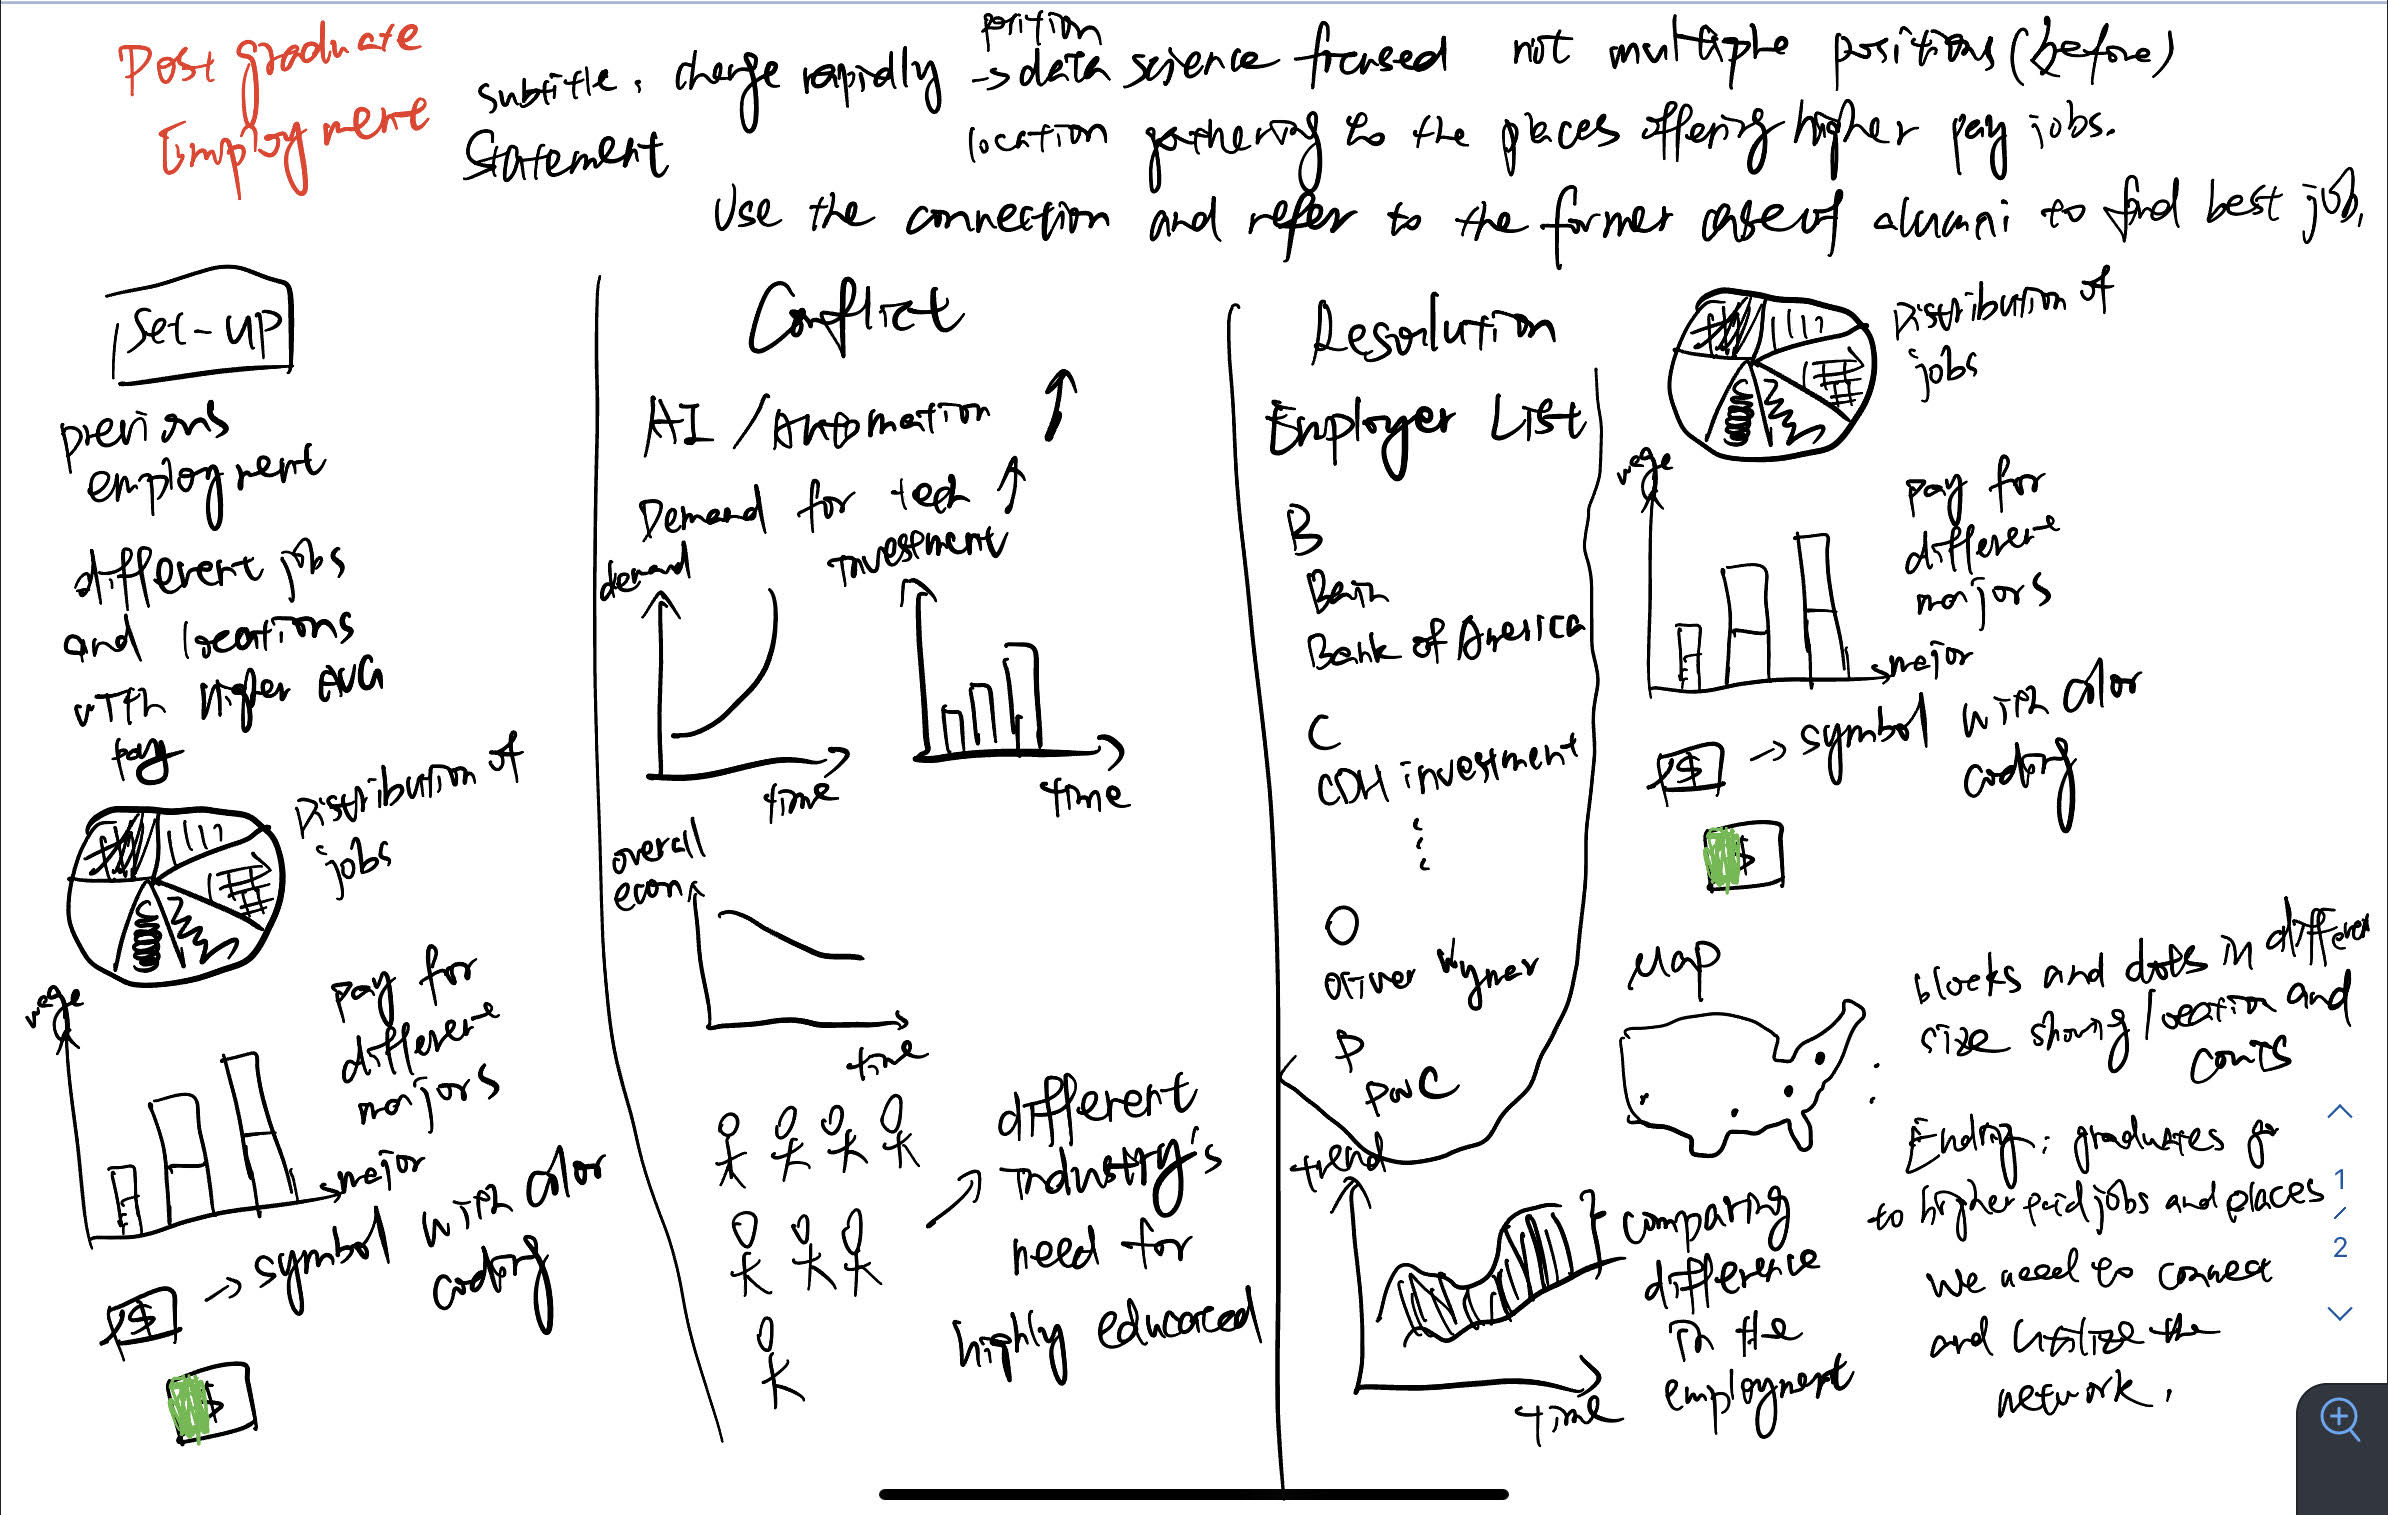 Post graduate
Employment
subtitle. change rapidly
position
→ data science focused not multiple positions (before)
Statement
location gathering to the places offering higher pay jobs.
Use the connection and refer to the former case of alumni to find best job.
Set-up
previous
employment
different jobs
and locations
with higher AVG
pay
Distribution of
jobs
wage
pay for
different
majors
major
$ → symbol with color
coding
$
Conflict
AI / Automation ↑
Demand for tech ↑
demand
time
investment
time
overall
econ
time
different
industry's
need for
highly educated
Resolution
Employer List
B
Bain
Bank of America
C
CDH investment
O
Oliver Wyner
P
PwC
trend
time
comparing
difference
in the
employment
Distribution of
jobs
wage
pay for
different
majors
major
$ → symbol with color
coding
$
Map
blocks and dots in different
size showing location and
counts
Ending: graduates go
to higher paid jobs and places
We need to connect
and utilize the
network.
1
/
2